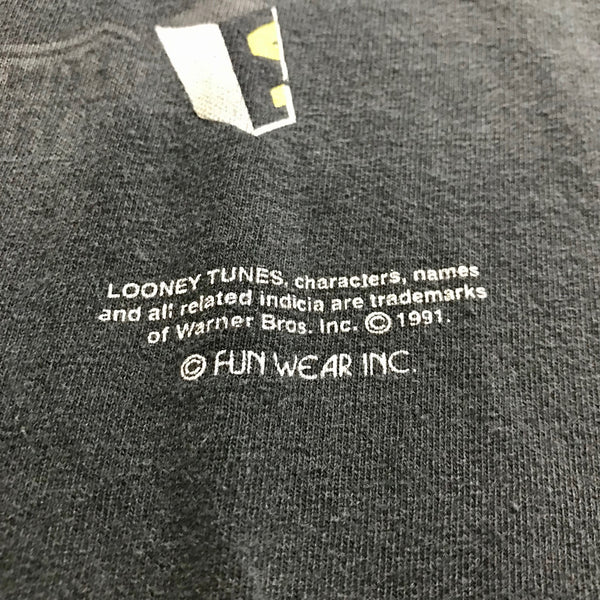 LOONEY TUNES, characters, names
and all related indicia are trademarks
of Warner Bros. Inc. © 1991.
© FUN WEAR INC.